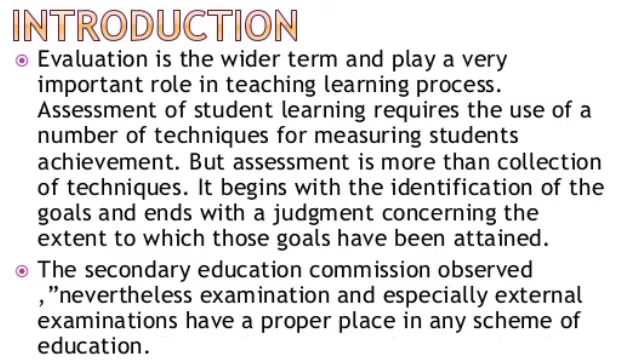 INTRODUCTION
Evaluation is the wider term and play a very
important role in teaching learning process.
Assessment of student learning requires the use of a
number of techniques for measuring students
achievement. But assessment is more than collection
of techniques. It begins with the identification of the
goals and ends with a judgment concerning the
extent to which those goals have been attained.
The secondary education commission observed
,”nevertheless examination and especially external
examinations have a proper place in any scheme of
education.